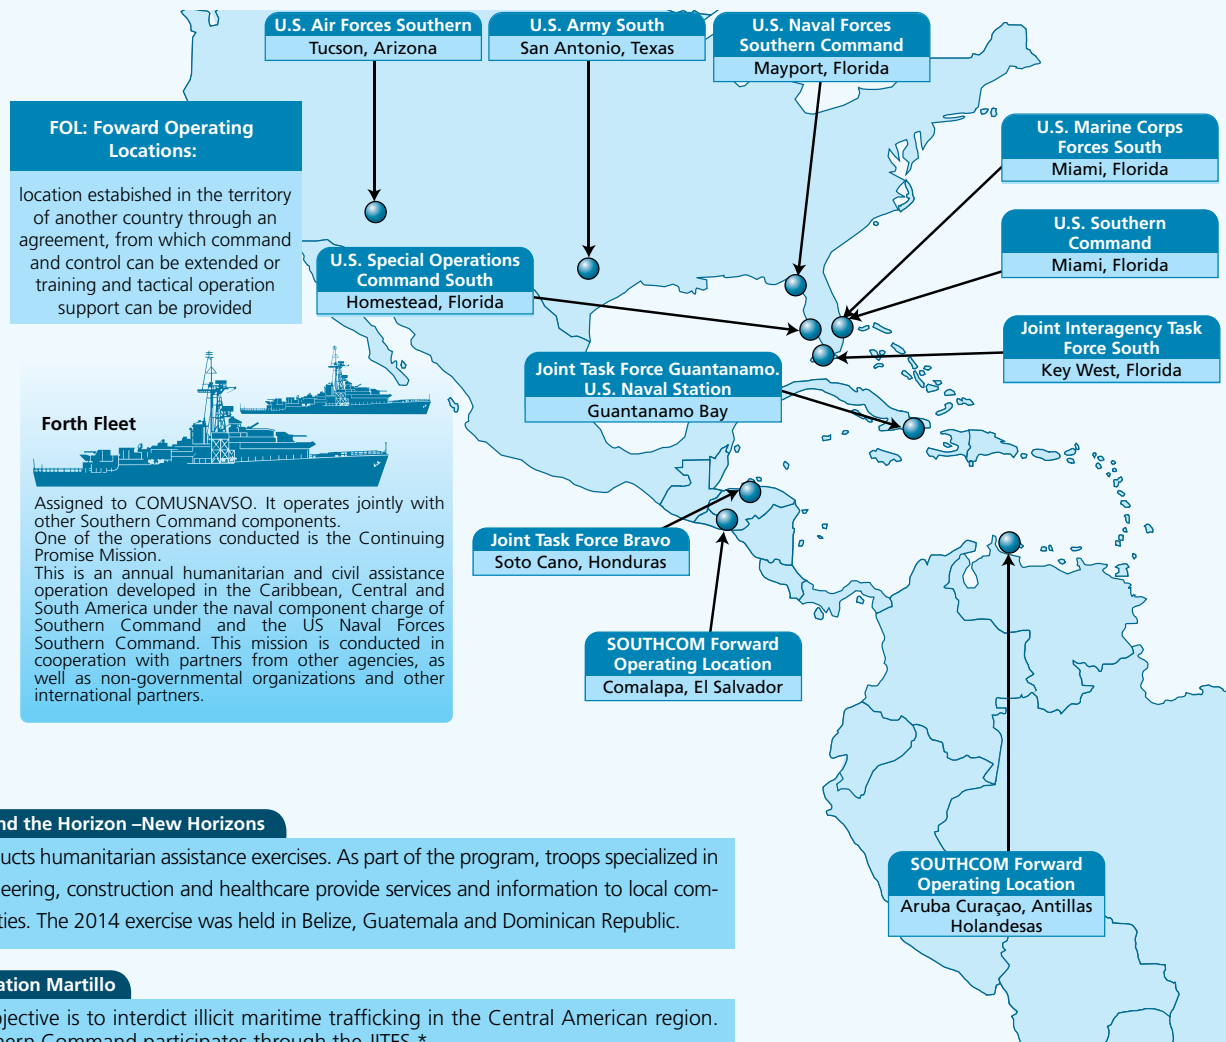 U.S. Air Forces Southern
Tucson, Arizona
U.S. Army South
San Antonio, Texas
U.S. Naval Forces
Southern Command
Mayport, Florida
FOL: Foward Operating
Locations:
location estabished in the territory
of another country through an
agreement, from which command
and control can be extended or
training and tactical operation
support can be provided
U.S. Marine Corps
Forces South
Miami, Florida
U.S. Southern
Command
Miami, Florida
U.S. Special Operations
Command South
Homestead, Florida
Joint Interagency Task
Force South
Key West, Florida
Joint Task Force Guantanamo.
U.S. Naval Station
Guantanamo Bay
Forth Fleet
Assigned to COMUSNAVSO. It operates jointly with
other Southern Command components.
One of the operations conducted is the Continuing
Promise Mission.
This is an annual humanitarian and civil assistance
operation developed in the Caribbean, Central and
South America under the naval component charge of
Southern Command and the US Naval Forces
Southern Command. This mission is conducted in
cooperation with partners from other agencies, as
well as non-governmental organizations and other
international partners.
Joint Task Force Bravo
Soto Cano, Honduras
SOUTHCOM Forward
Operating Location
Comalapa, El Salvador
SOUTHCOM Forward
Operating Location
Aruba Curaçao, Antillas
Holandesas
nd the Horizon –New Horizons
ucts humanitarian assistance exercises. As part of the program, troops specialized in
eering, construction and healthcare provide services and information to local com-
ties. The 2014 exercise was held in Belize, Guatemala and Dominican Republic.
ation Martillo
jective is to interdict illicit maritime trafficking in the Central American region.
hern Command participates through the JITFS.*